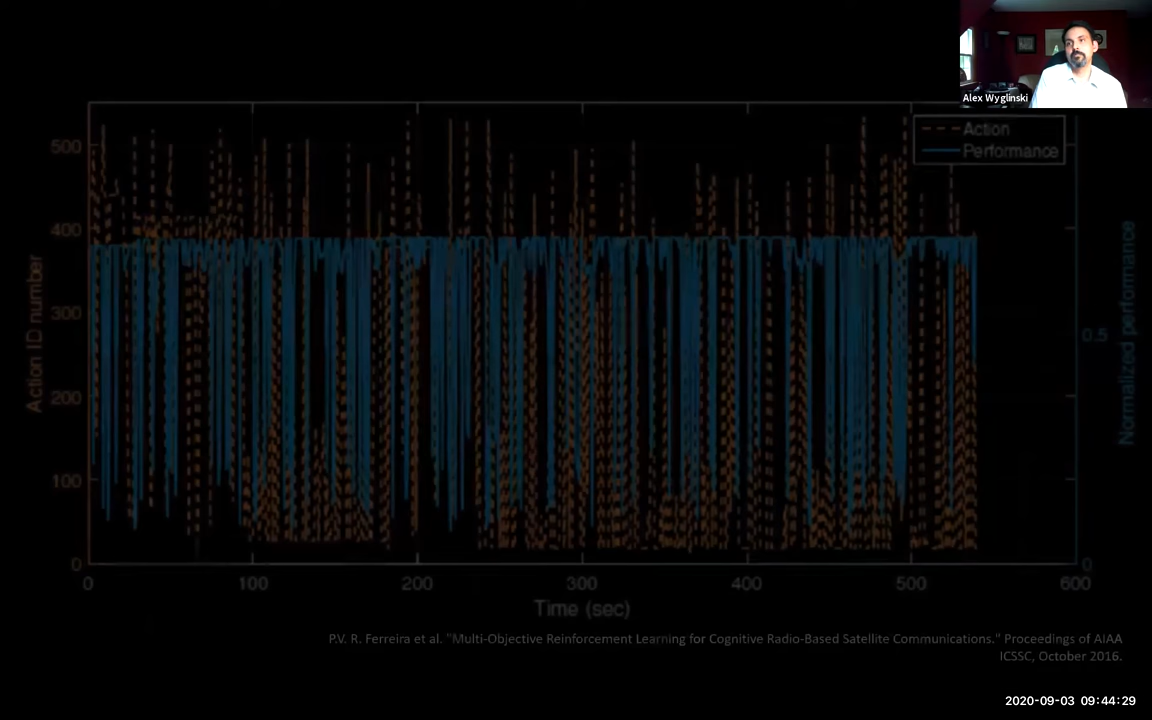 Alex Wyglinski
Action
Performance
500
400
300
200
100
0
Action ID number
0.5
0
Normalized performance
0 100 200 300 400 500 600
Time (sec)
P.V. R. Ferreira et al. "Multi-Objective Reinforcement Learning for Cognitive Radio-Based Satellite Communications." Proceedings of AIAA
ICSSC, October 2016.
2020-09-03 09:44:29